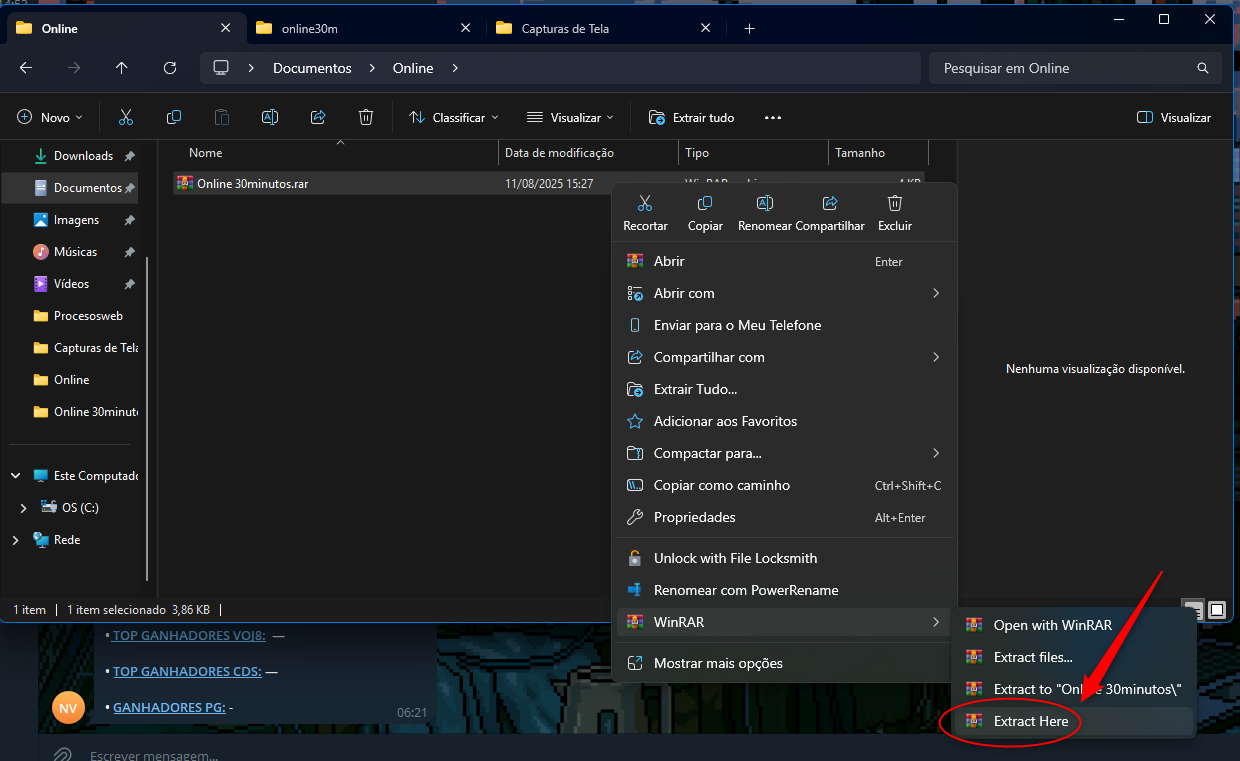 Online
online30m
Capturas de Tela
Documentos
Online
Pesquisar em Online
Novo
Classificar
Visualizar
Extrair tudo
Visualizar
Nome
Data de modificação
Tipo
Tamanho
Downloads
Documentos
Imagens
Músicas
Vídeos
Procesosweb
Capturas de Tela
Online
Online 30minuto
Este Computado
OS (C:)
Rede
Online 30minutos.rar
11/08/2025 15:27
Recortar
Copiar
Renomear
Compartilhar
Excluir
Abrir
Enter
Abrir com
Enviar para o Meu Telefone
Compartilhar com
Extrair Tudo...
Adicionar aos Favoritos
Compactar para...
Copiar como caminho
Ctrl+Shift+C
Propriedades
Alt+Enter
Unlock with File Locksmith
Renomear com PowerRename
WinRAR
Mostrar mais opções
Nenhuma visualização disponível.
1 item
1 item selecionado 3,86 KB
Open with WinRAR
Extract files...
Extract to "Online 30minutos\"
Extract Here
• TOP GANHADORES VOJ8: —
• TOP GANHADORES CDS: —
• GANHADORES PG: -
NV
06:21
Escrever mensagem...